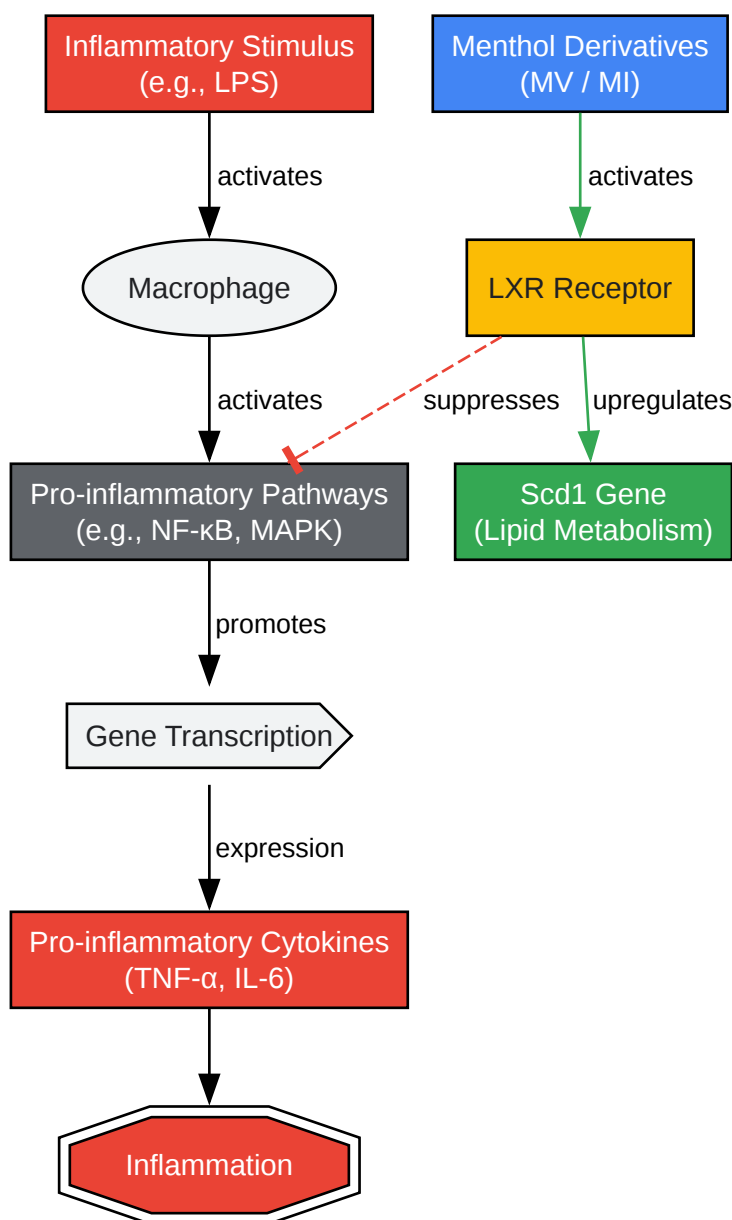 Inflammatory Stimulus
(e.g., LPS)
Menthol Derivatives
(MV / MI)
activates
activates
Macrophage
LXR Receptor
activates
suppresses
upregulates
Pro-inflammatory Pathways
(e.g., NF-κB, MAPK)
Scd1 Gene
(Lipid Metabolism)
promotes
Gene Transcription
expression
Pro-inflammatory Cytokines
(TNF-α, IL-6)
Inflammation